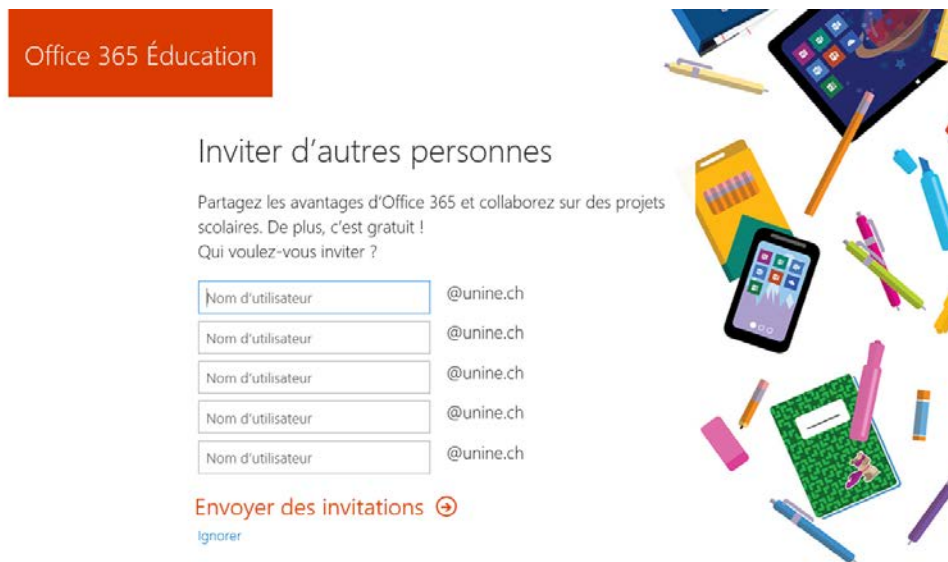 Office 365 Éducation
Inviter d'autres personnes
Partagez les avantages d'Office 365 et collaborez sur des projets
scolaires. De plus, c'est gratuit !
Qui voulez-vous inviter ?
Nom d'utilisateur @unine.ch
Nom d'utilisateur @unine.ch
Nom d'utilisateur @unine.ch
Nom d'utilisateur @unine.ch
Nom d'utilisateur @unine.ch
Envoyer des invitations
Ignorer